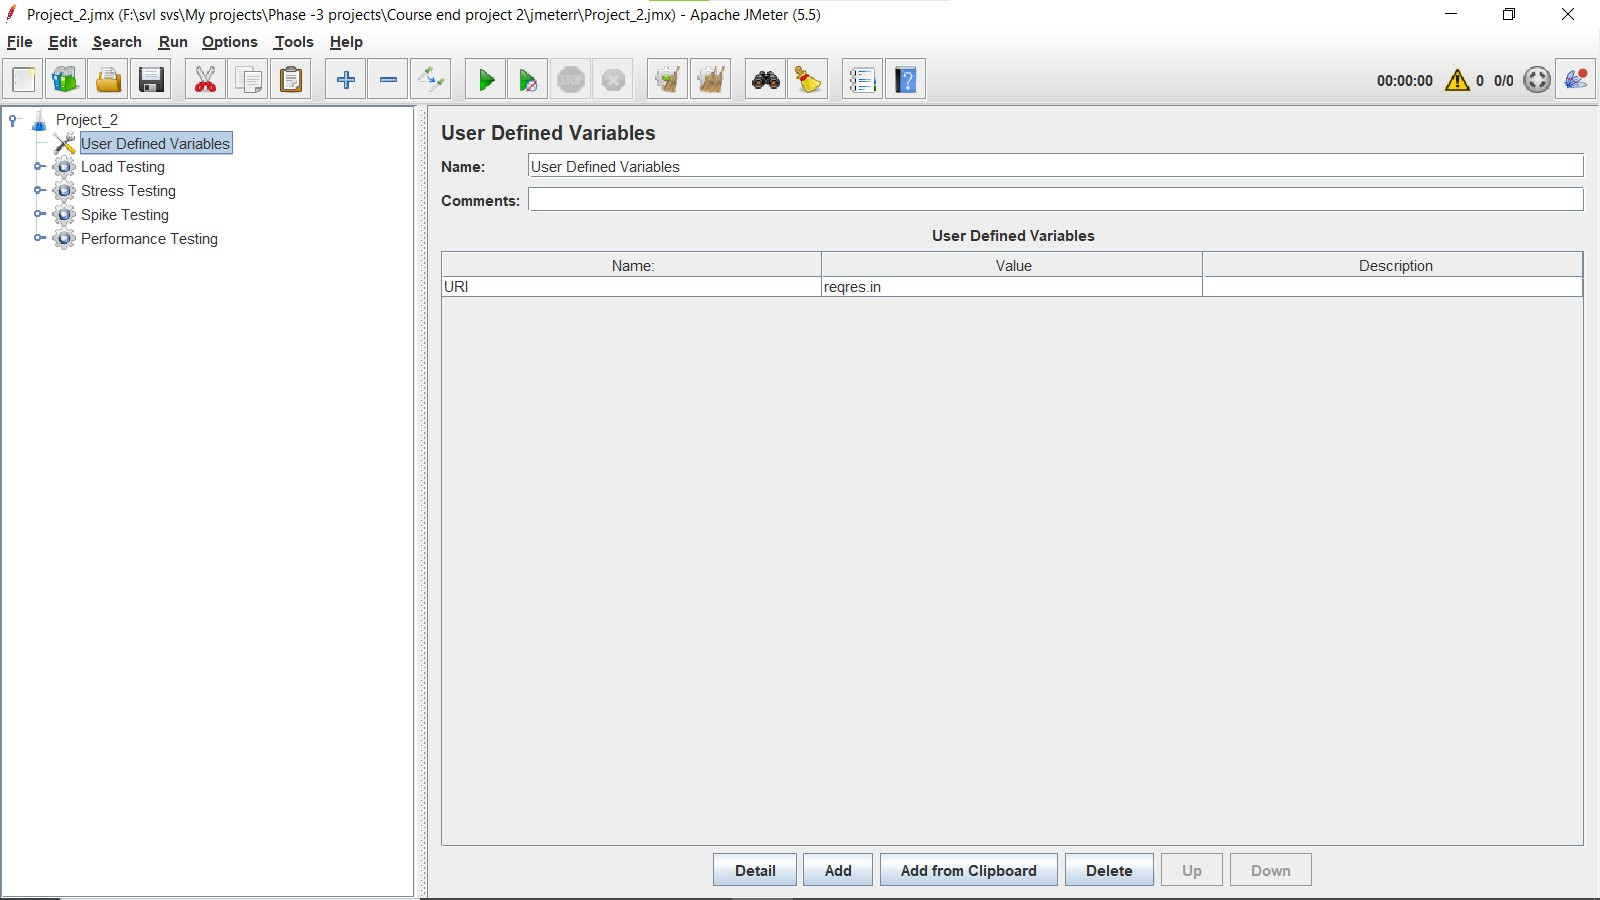 Project_2.jmx (F:\svl svs\My projects\Phase -3 projects\Course end project 2\jmeterr\Project_2.jmx) - Apache JMeter (5.5)
File Edit Search Run Options Tools Help
STOP 00:00:00 0 0/0
Project_2
User Defined Variables
Load Testing
Stress Testing
Spike Testing
Performance Testing
User Defined Variables
Name: User Defined Variables
Comments:
User Defined Variables
Name: Value Description
URI reqres.in
Detail Add Add from Clipboard Delete Up Down